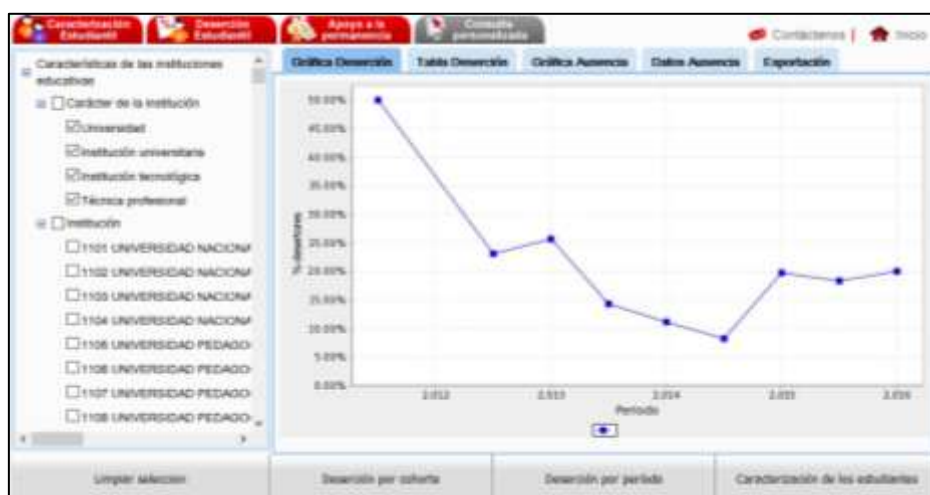 Caracterización
Estudiantil
Deserción
Estudiantil
Apoyo a la
permanencia
Consulta
personalizada
Contáctenos |
Inicio
Características de las instituciones
educativas
Carácter de la institución
Universidad
Institución universitaria
Institución tecnológica
Técnica profesional
Institución
1101 UNIVERSIDAD NACIONA
1102 UNIVERSIDAD NACIONA
1103 UNIVERSIDAD NACIONA
1104 UNIVERSIDAD NACIONA
1105 UNIVERSIDAD PEDAGO
1106 UNIVERSIDAD PEDAGO
1107 UNIVERSIDAD PEDAGO
1108 UNIVERSIDAD PEDAGO
Gráfica Deserción
Tabla Deserción
Gráfica Ausencia
Datos Ausencia
Exportación
50.00%
45.00%
40.00%
35.00%
30.00%
25.00%
20.00%
15.00%
10.00%
5.00%
0.00%
% desertores
2,012
2,013
2,014
2,015
2,016
Periodo
Limpiar seleccion
Deserción por cohorte
Deserción por período
Caracterización de los estudiantes